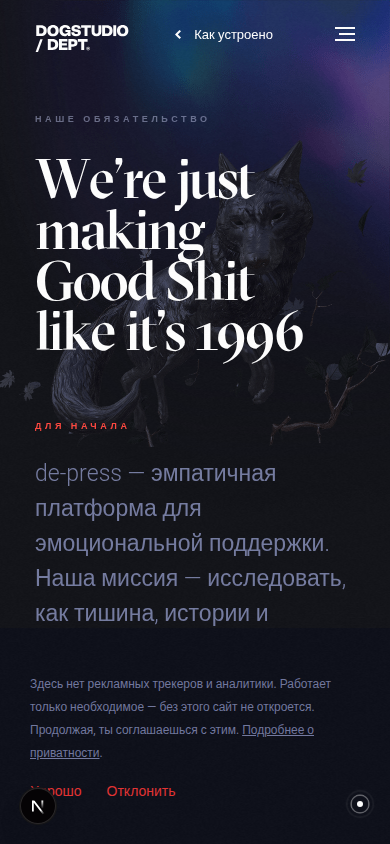 DOGSTUDIO
/ DEPT.
Как устроено
НАШЕ ОБЯЗАТЕЛЬСТВО
We're just
making
Good Shit
like it's 1996
ДЛЯ НАЧАЛА
de-press — эмпатичная
платформа для
эмоциональной поддержки.
Наша миссия — исследовать,
как тишина, истории и
Здесь нет рекламных трекеров и аналитики. Работает
только необходимое — без этого сайт не откроется.
Продолжая, ты соглашаешься с этим. Подробнее о
приватности.
Хорошо Отклонить
N